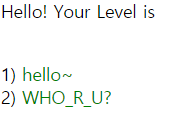 Hello! Your Level is
1) hello~
2) WHO_R_U?